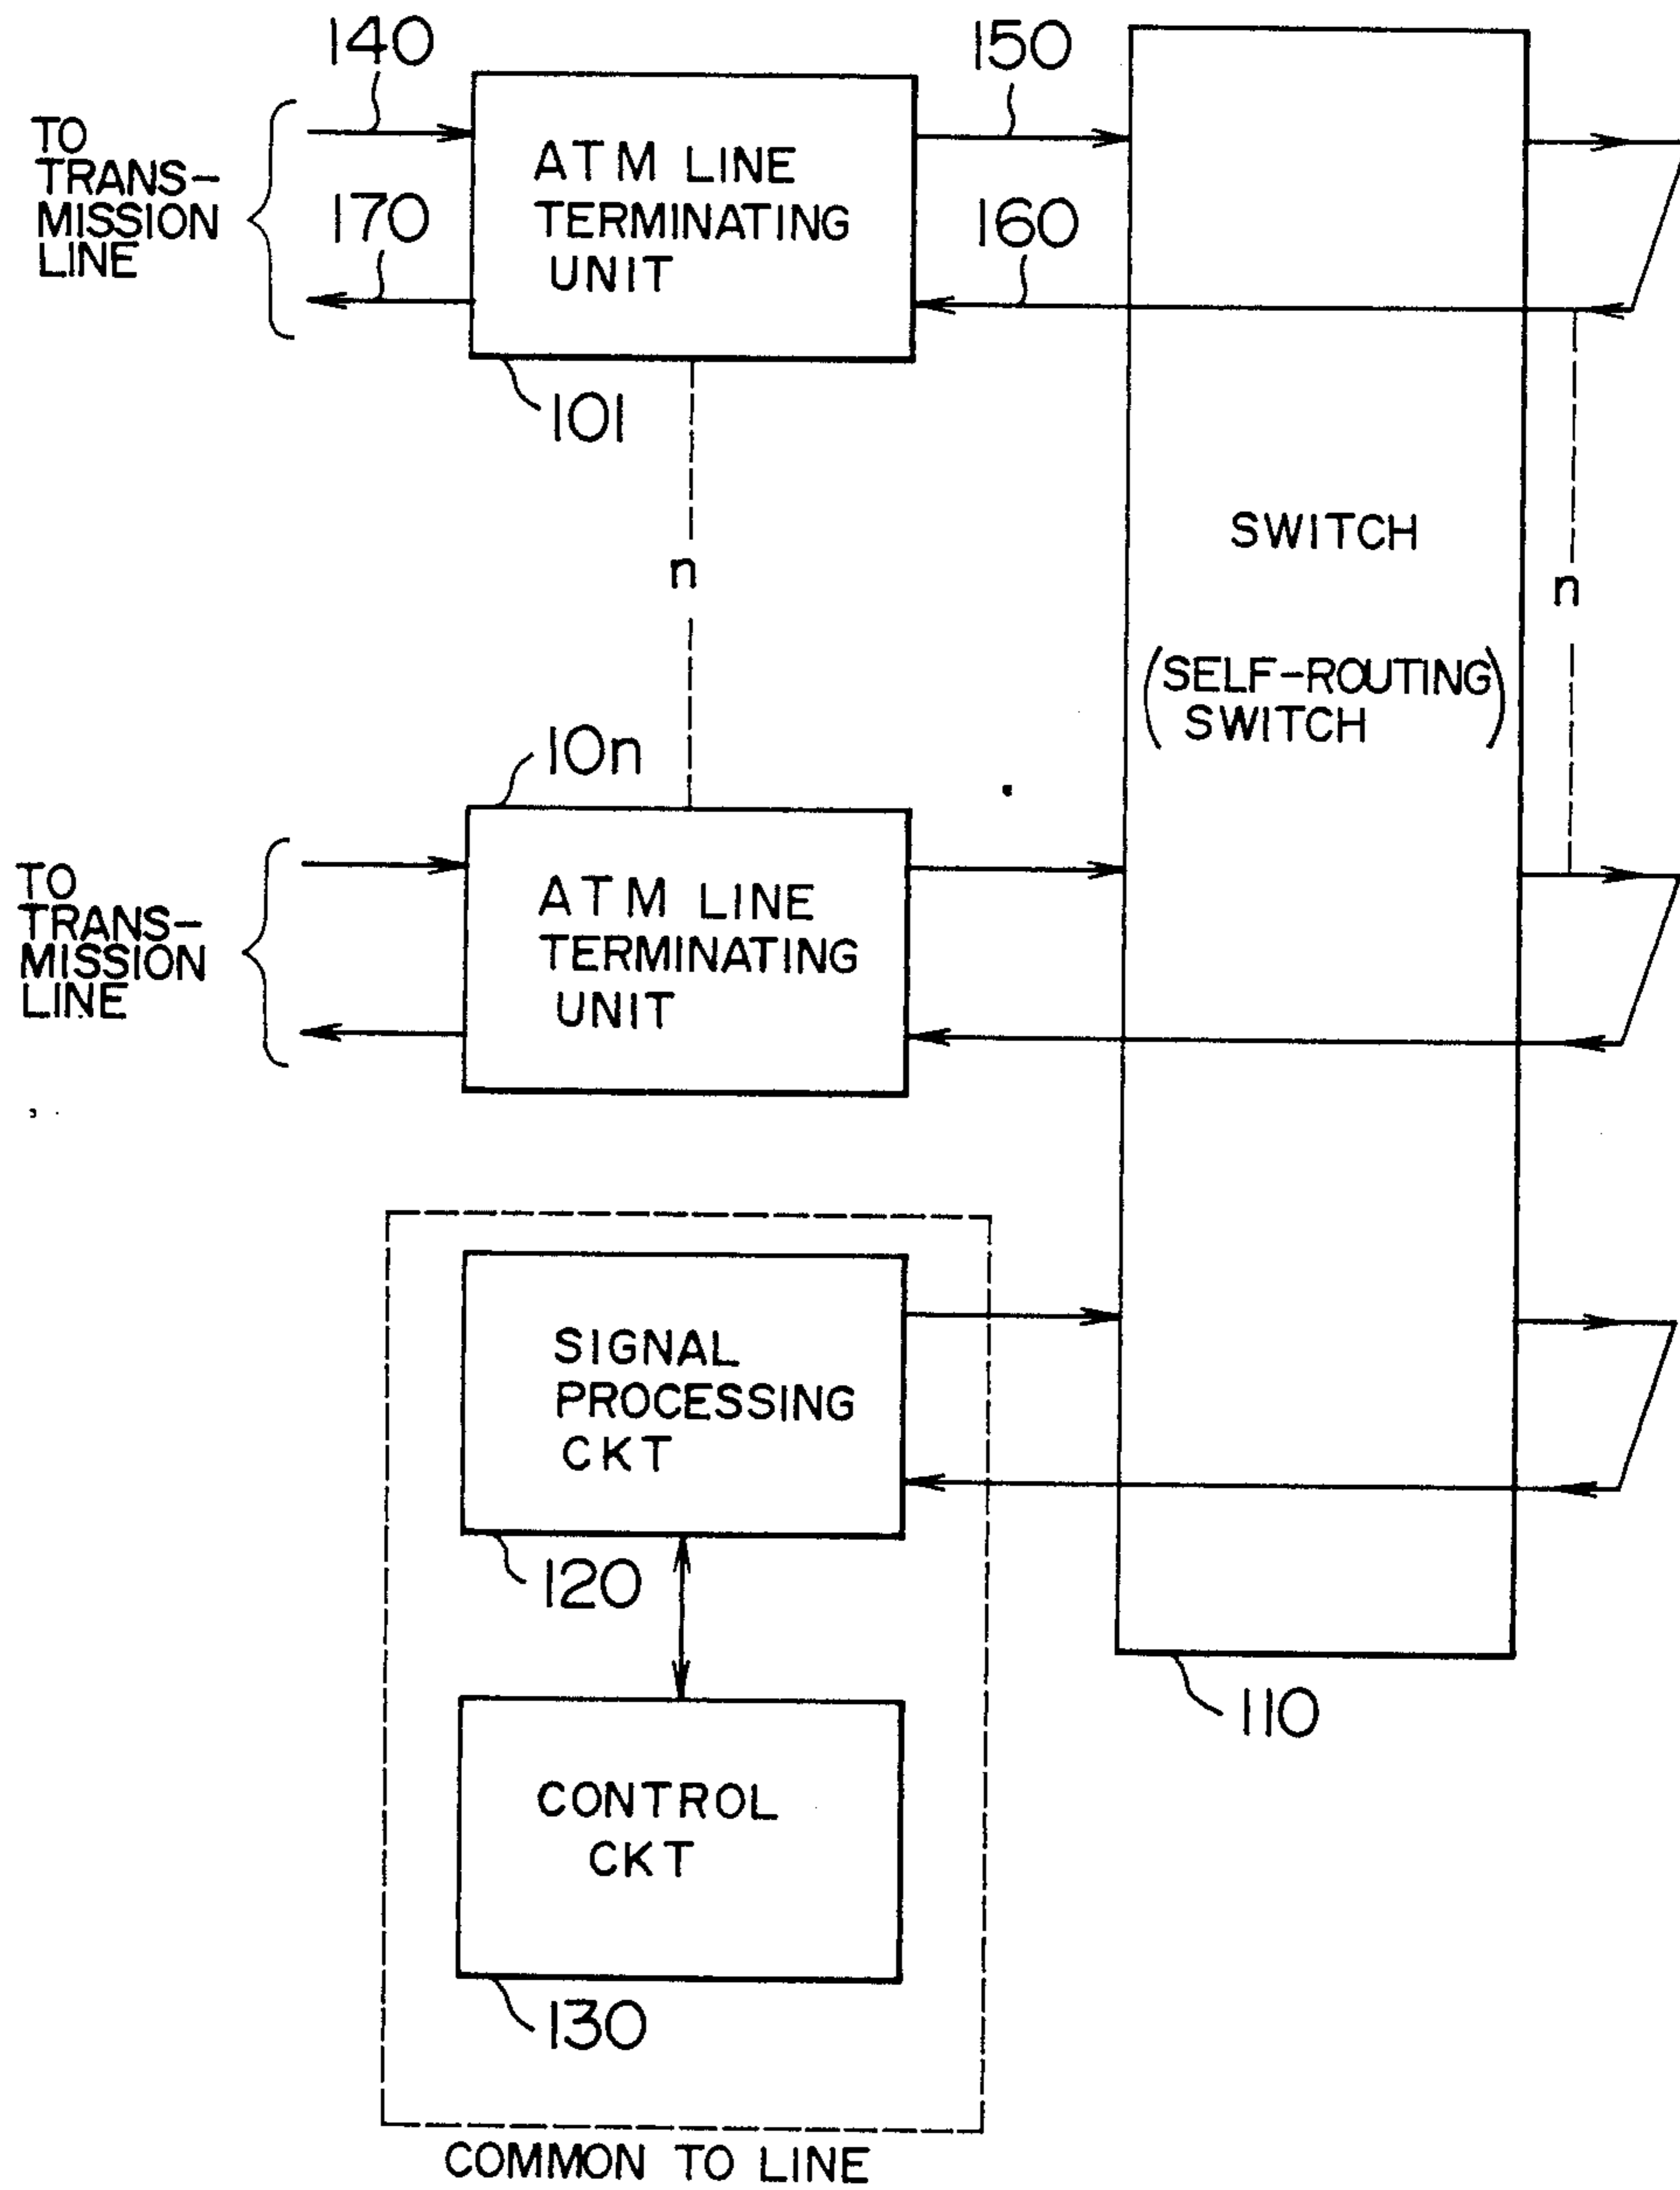 140
150
TO
TRANS-
MISSION
LINE
ATM LINE
TERMINATING
UNIT
170
160
101
n
SWITCH
n
(SELF-ROUTING
SWITCH)
10n
TO
TRANS-
MISSION
LINE
ATM LINE
TERMINATING
UNIT
SIGNAL
PROCESSING
CKT
120
110
CONTROL
CKT
130
COMMON TO LINE